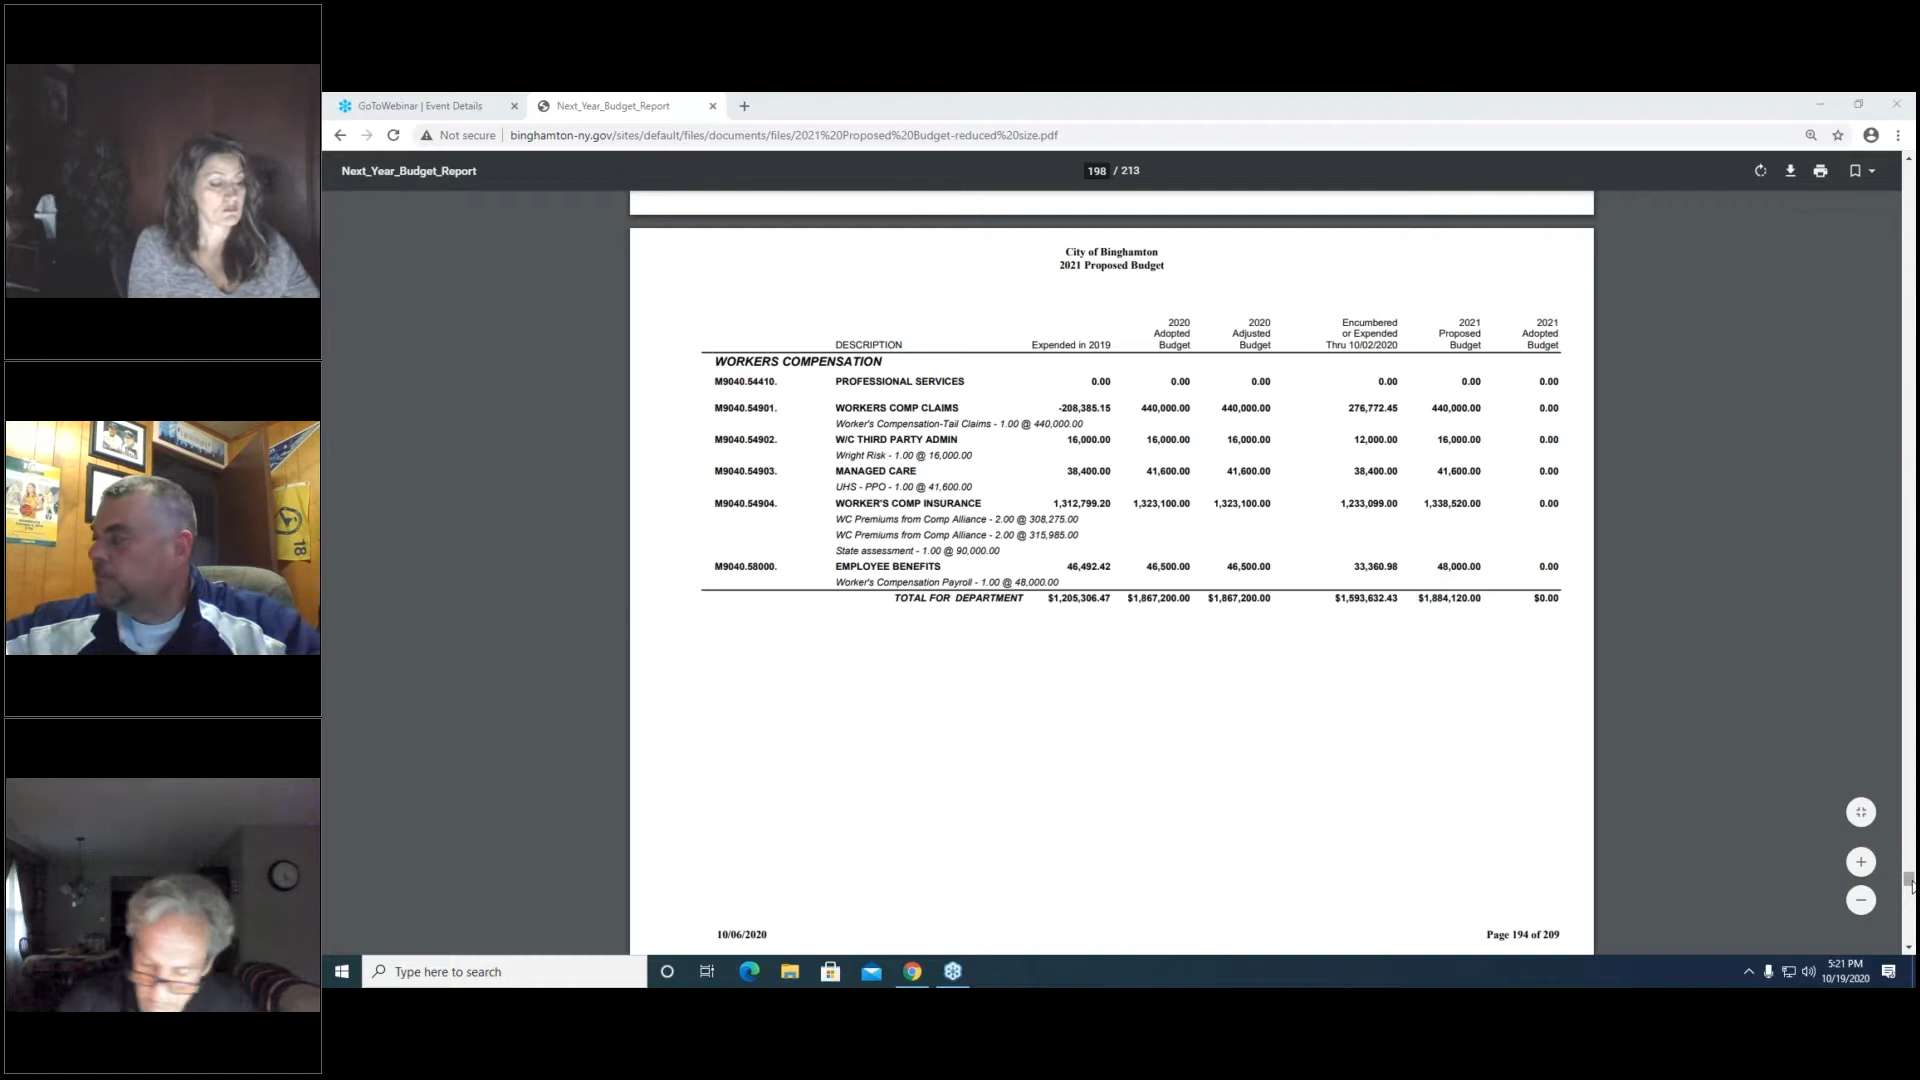 GoToWebinar | Event Details
Next_Year_Budget_Report
Not secure | binghamton-ny.gov/sites/default/files/documents/files/2021%20Proposed%20Budget-reduced%20size.pdf
Next_Year_Budget_Report
198 / 213
City of Binghamton
2021 Proposed Budget
2020 2020 Encumbered 2021 2021
Adopted Adjusted or Expended Proposed Adopted
DESCRIPTION Expended in 2019 Budget Budget Thru 10/02/2020 Budget Budget
WORKERS COMPENSATION
M9040.54410. PROFESSIONAL SERVICES 0.00 0.00 0.00 0.00 0.00 0.00
M9040.54901. WORKERS COMP CLAIMS -208,385.15 440,000.00 440,000.00 276,772.45 440,000.00 0.00
Worker's Compensation-Tail Claims - 1.00 @ 440,000.00
M9040.54902. W/C THIRD PARTY ADMIN 16,000.00 16,000.00 16,000.00 12,000.00 16,000.00 0.00
Wright Risk - 1.00 @ 16,000.00
M9040.54903. MANAGED CARE 38,400.00 41,600.00 41,600.00 38,400.00 41,600.00 0.00
UHS - PPO - 1.00 @ 41,600.00
M9040.54904. WORKER'S COMP INSURANCE 1,312,799.20 1,323,100.00 1,323,100.00 1,233,099.00 1,338,520.00 0.00
WC Premiums from Comp Alliance - 2.00 @ 308,275.00
WC Premiums from Comp Alliance - 2.00 @ 315,985.00
State assessment - 1.00 @ 90,000.00
M9040.58000. EMPLOYEE BENEFITS 46,492.42 46,500.00 46,500.00 33,360.98 48,000.00 0.00
Worker's Compensation Payroll - 1.00 @ 48,000.00
TOTAL FOR DEPARTMENT $1,205,306.47 $1,867,200.00 $1,867,200.00 $1,593,632.43 $1,884,120.00 $0.00
10/06/2020 Page 194 of 209
Type here to search
5:21 PM
10/19/2020
18